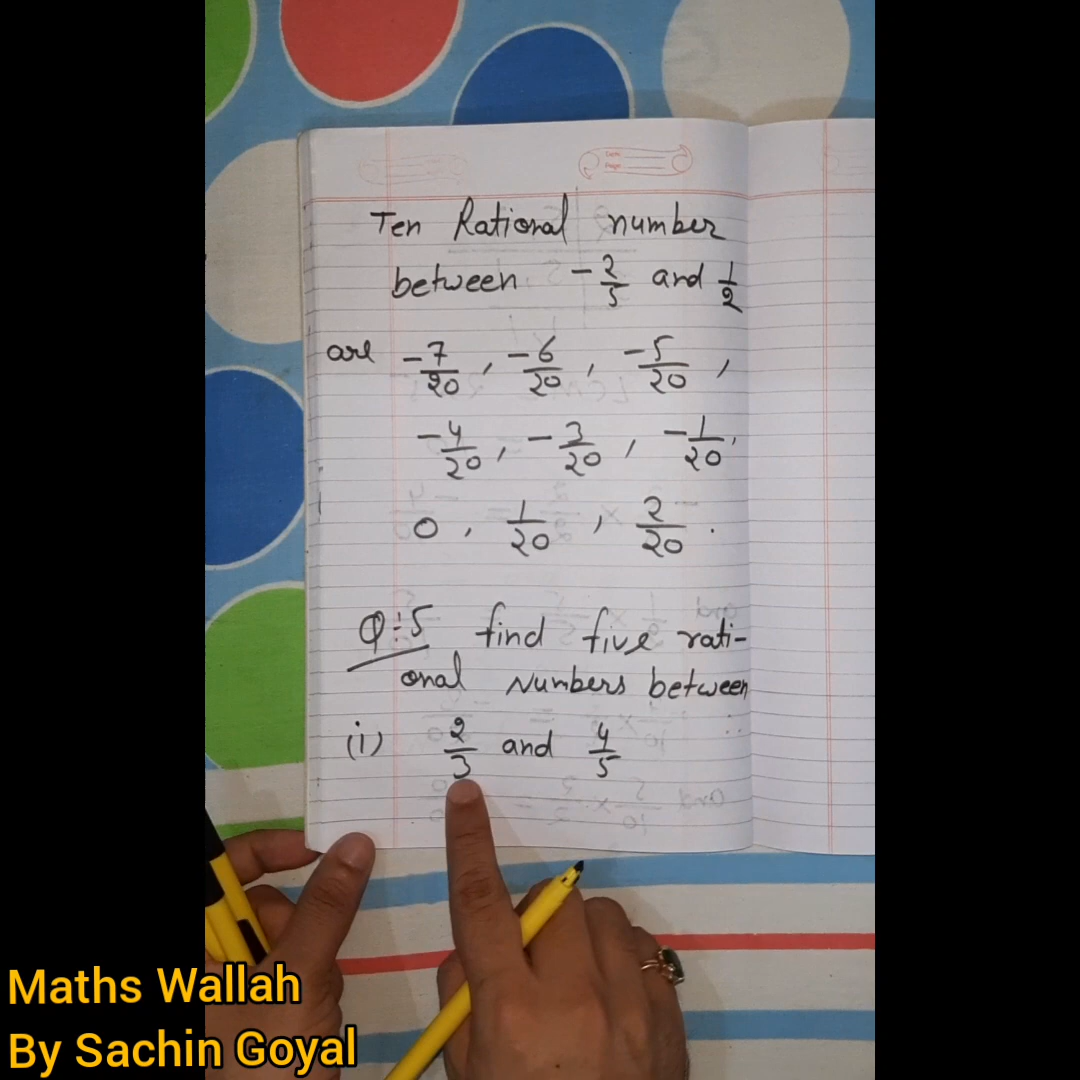 Ten Rational number
between -2/5 and 1/2
are -7/20, -6/20, -5/20,
-4/20, -3/20, -1/20,
0, 1/20, 2/20.
Q÷5 find five rati-
onal Numbers between
(i) 2/3 and 4/5
Maths Wallah
By Sachin Goyal